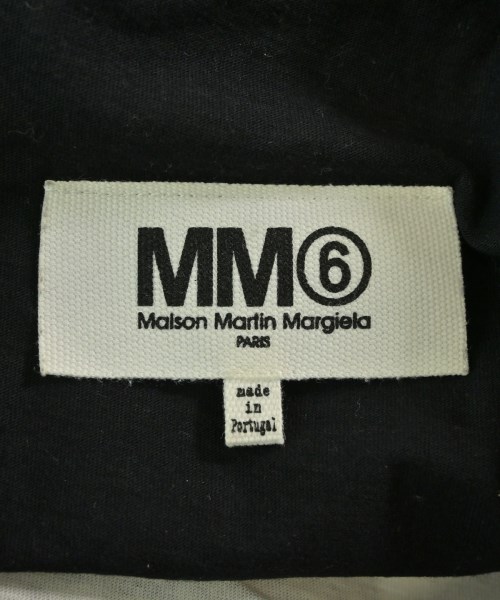 MM⑥
Maison Martin Margiela
PARIS
made
in
Portugal